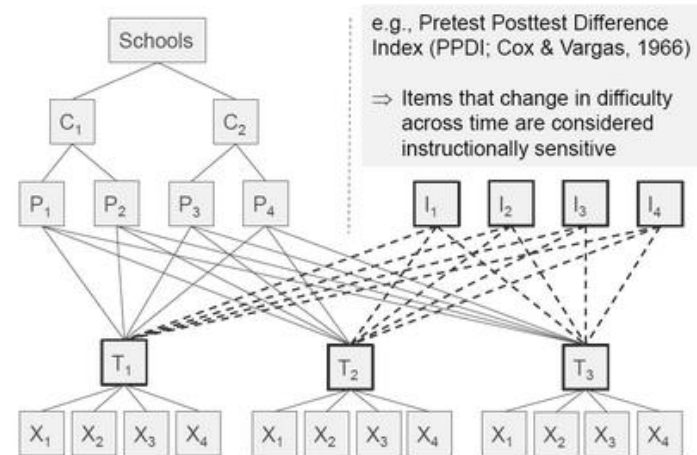 Schools
e.g., Pretest Posttest Difference
Index (PPDI; Cox & Vargas, 1966)
⇒ Items that change in difficulty
across time are considered
instructionally sensitive
C₁ C₂
P₁ P₂ P₃ P₄ I₁ I₂ I₃ I₄
T₁ T₂ T₃
X₁ X₂ X₃ X₄ X₁ X₂ X₃ X₄ X₁ X₂ X₃ X₄